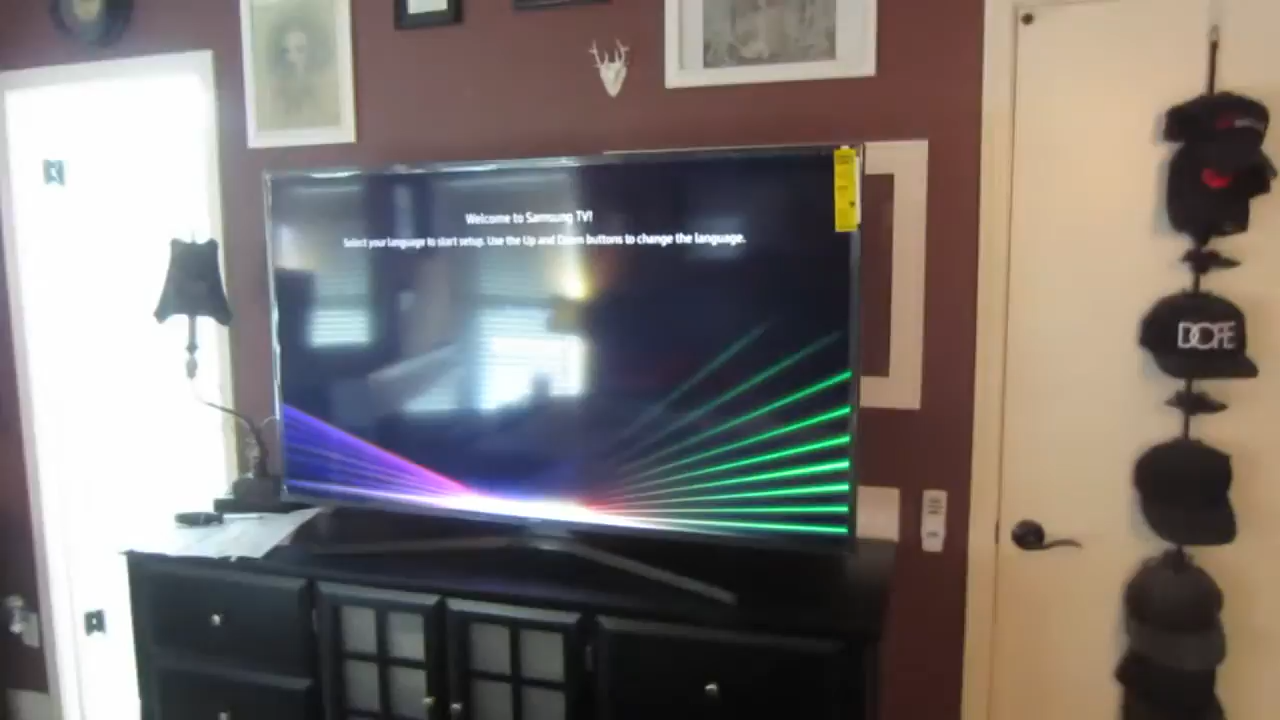 Welcome to Samsung TV!
Select your language to start setup. Use the Up and Down buttons to change the language.
DOPE